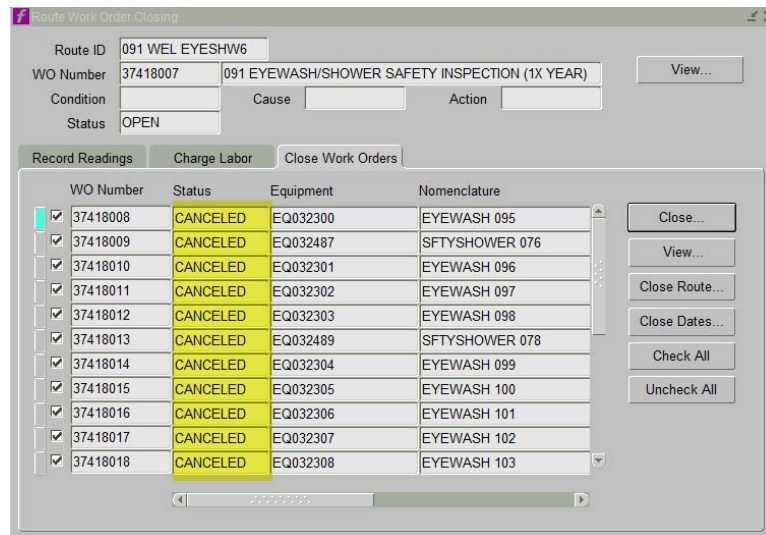 Route Work Order Closing
Route ID 091 WEL EYESHW6
WO Number 37418007 091 EYEWASH/SHOWER SAFETY INSPECTION (1X YEAR) View...
Condition Cause Action
Status OPEN
Record Readings Charge Labor Close Work Orders
WO Number Status Equipment Nomenclature
37418008 CANCELED EQ032300 EYEWASH 095 Close...
37418009 CANCELED EQ032487 SFTYSHOWER 076 View...
37418010 CANCELED EQ032301 EYEWASH 096
37418011 CANCELED EQ032302 EYEWASH 097 Close Route...
37418012 CANCELED EQ032303 EYEWASH 098 Close Dates...
37418013 CANCELED EQ032489 SFTYSHOWER 078
37418014 CANCELED EQ032304 EYEWASH 099 Check All
37418015 CANCELED EQ032305 EYEWASH 100 Uncheck All
37418016 CANCELED EQ032306 EYEWASH 101
37418017 CANCELED EQ032307 EYEWASH 102
37418018 CANCELED EQ032308 EYEWASH 103